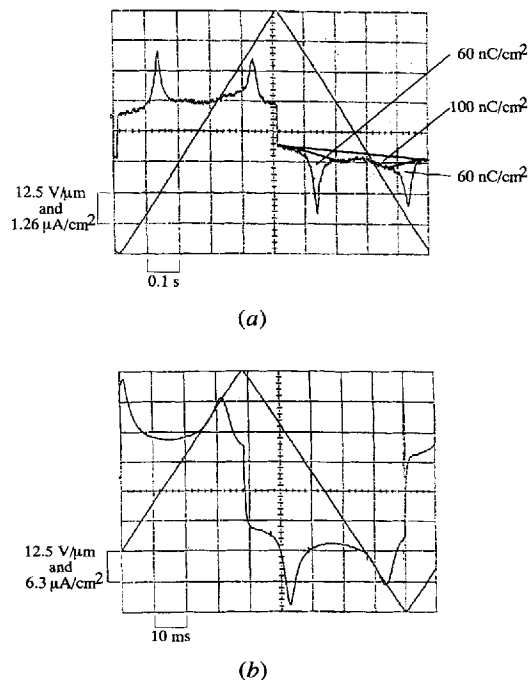 60 nC/cm²
100 nC/cm²
60 nC/cm²
12.5 V/µm
and
1.26 µA/cm²
0.1 s
(a)
12.5 V/µm
and
6.3 µA/cm²
10 ms
(b)